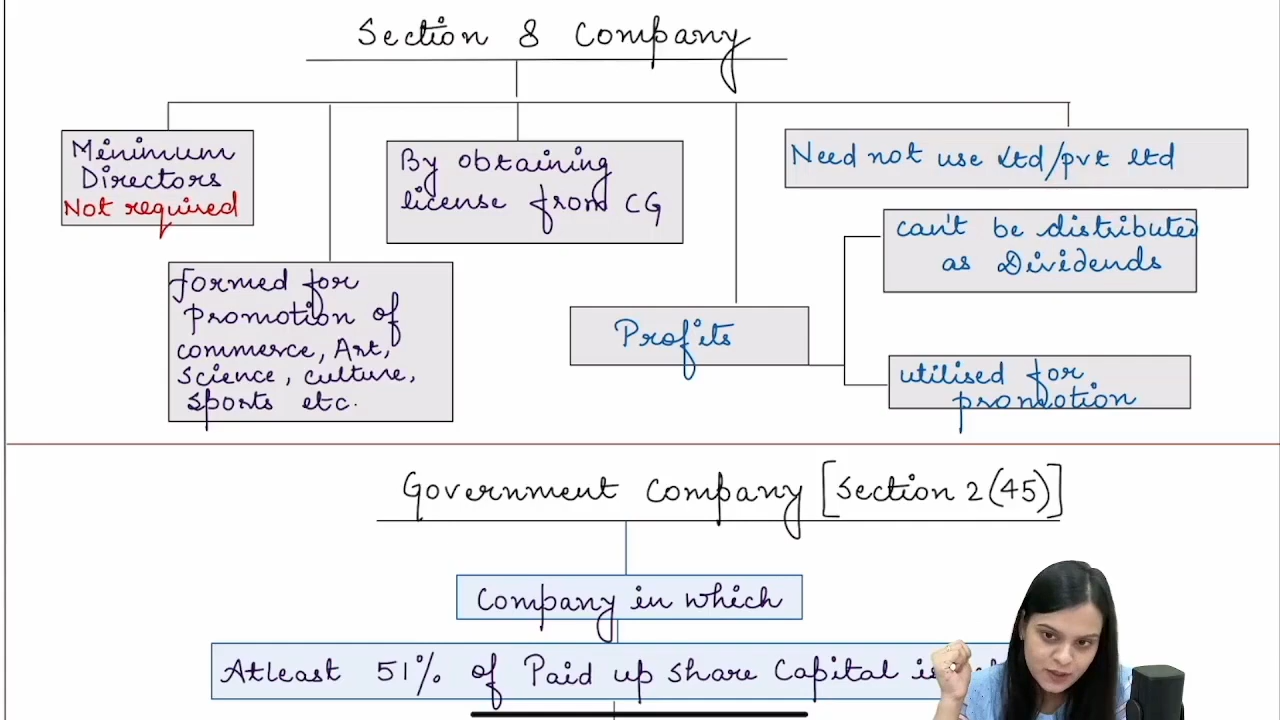 Section 8 Company
Minimum
Directors
Not required
By obtaining
license from CG
Need not use Ltd/pvt ltd
can't be distributed
as Dividends
formed for
promotion of
commerce, Art,
science, culture,
sports etc.
Profits
utilised for
promotion
Government Company [Section 2(45)]
Company in which
Atleast 51% of Paid up share Capital is